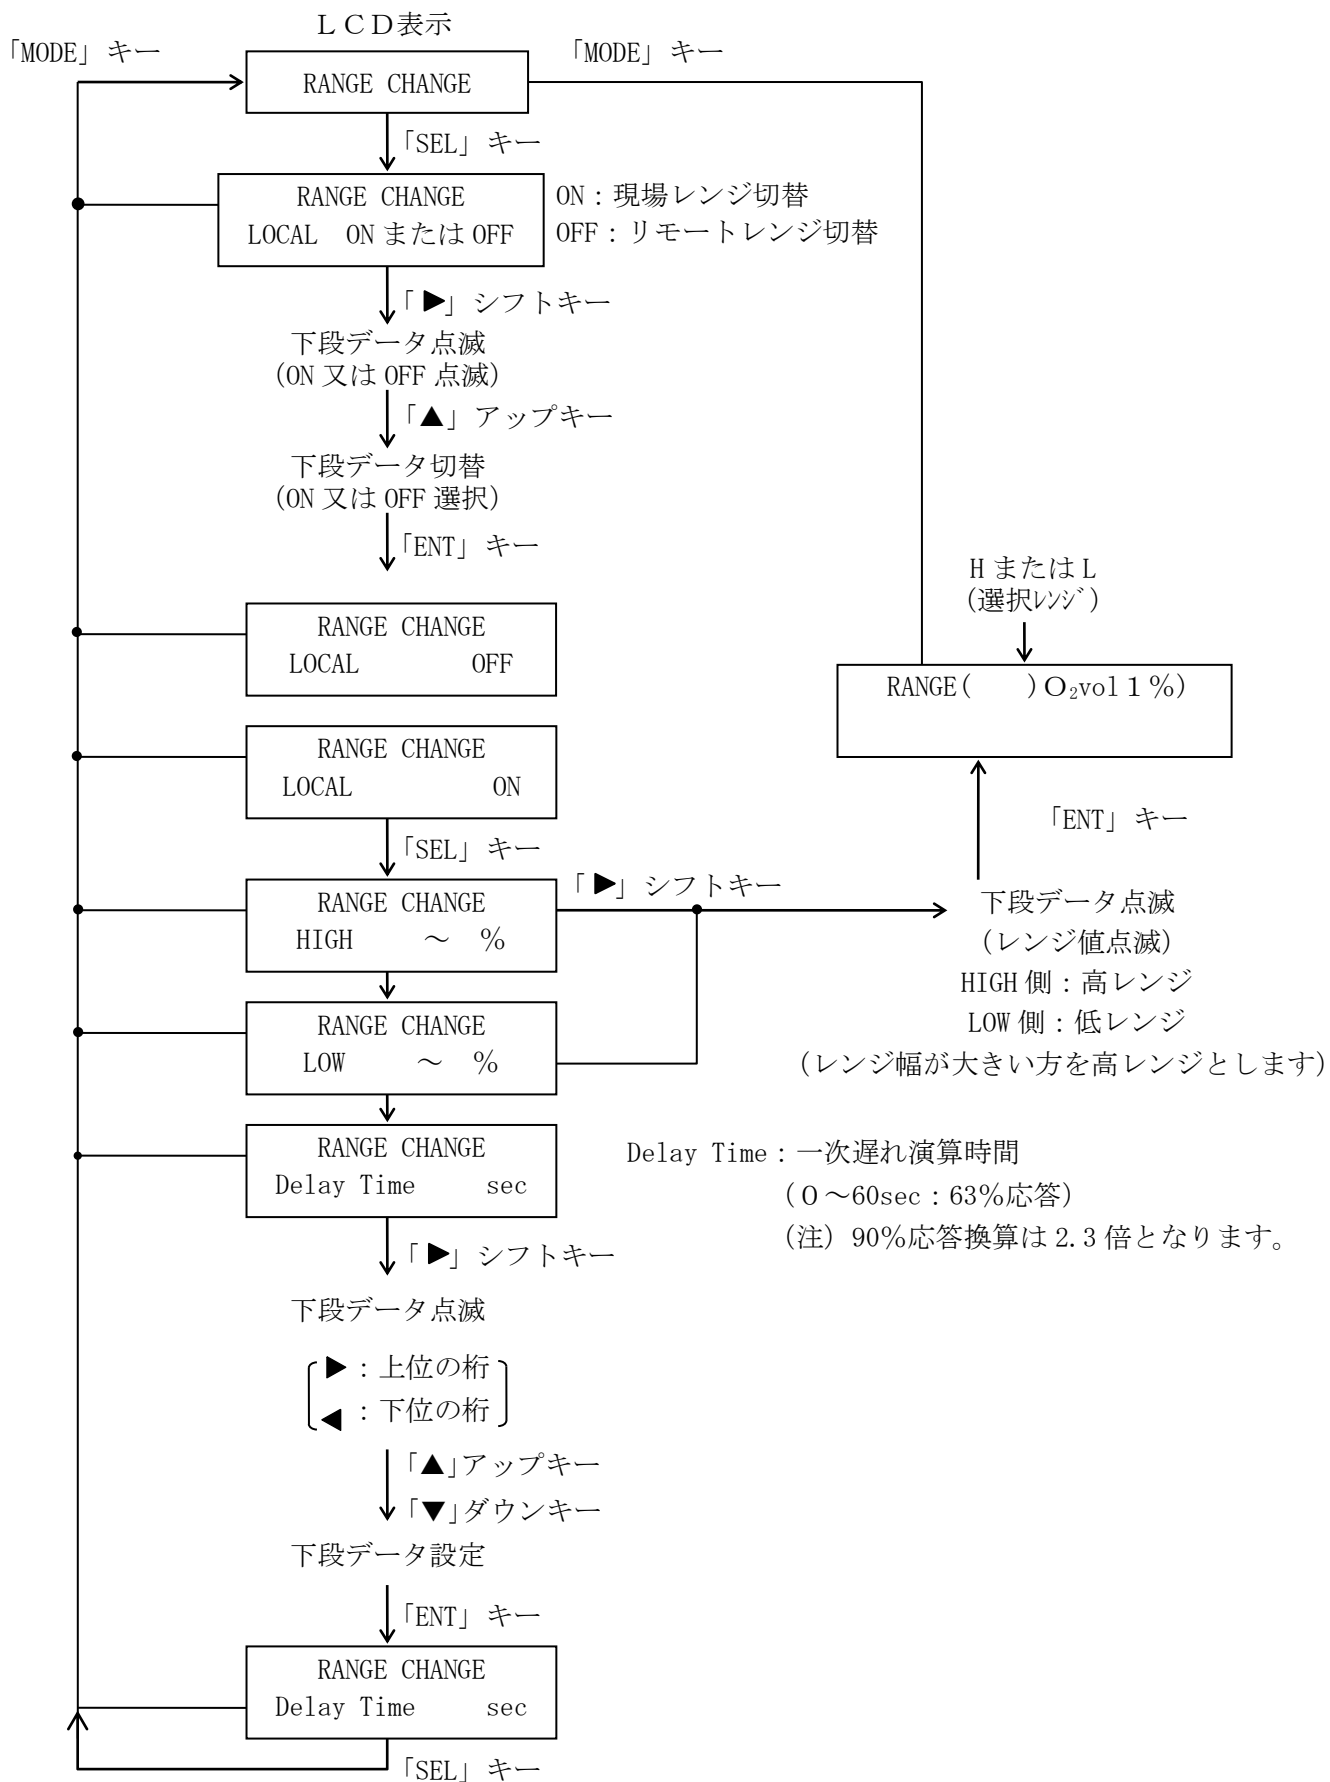 ＬＣＤ表示
「MODE」キー
「MODE」キー
RANGE CHANGE
「SEL」キー
RANGE CHANGE
LOCAL ON または OFF
ON：現場レンジ切替
OFF：リモートレンジ切替
「▶」シフトキー
下段データ点滅
(ON 又は OFF 点滅)
「▲」アップキー
下段データ切替
(ON 又は OFF 選択)
「ENT」キー
RANGE CHANGE
LOCAL OFF
H または L
(選択ﾚﾝｼﾞ)
RANGE( )Ｏ₂vol１%)
RANGE CHANGE
LOCAL ON
「ENT」キー
「SEL」キー
RANGE CHANGE
HIGH ～ %
「▶」シフトキー
下段データ点滅
(レンジ値点滅)
HIGH 側：高レンジ
LOW 側：低レンジ
(レンジ幅が大きい方を高レンジとします)
RANGE CHANGE
LOW ～ %
RANGE CHANGE
Delay Time sec
Delay Time：一次遅れ演算時間
(０～60sec：63%応答)
(注) 90%応答換算は 2.3 倍となります。
「▶」シフトキー
下段データ点滅
▶：上位の桁
◀：下位の桁
「▲」アップキー
「▼」ダウンキー
下段データ設定
「ENT」キー
RANGE CHANGE
Delay Time sec
「SEL」キー